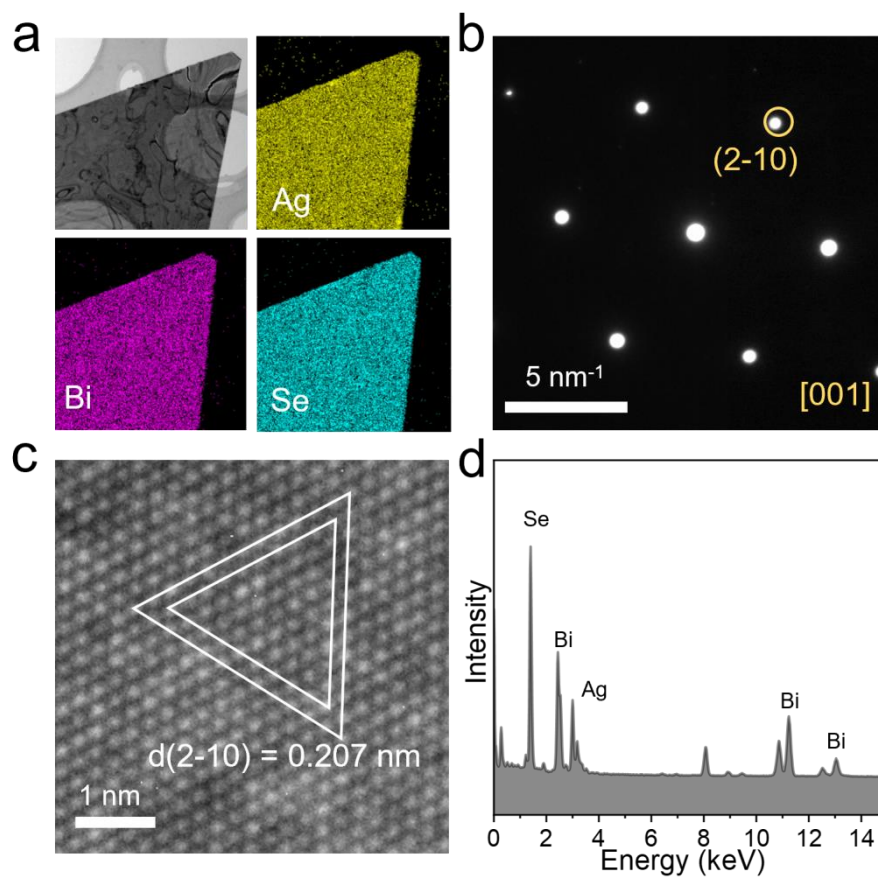 a
Ag
Bi
Se
b
(2-10)
5 nm⁻¹
[001]
c
d(2-10) = 0.207 nm
1 nm
d
Intensity
Se
Bi
Ag
Bi
Bi
0 2 4 6 8 10 12 14
Energy (keV)